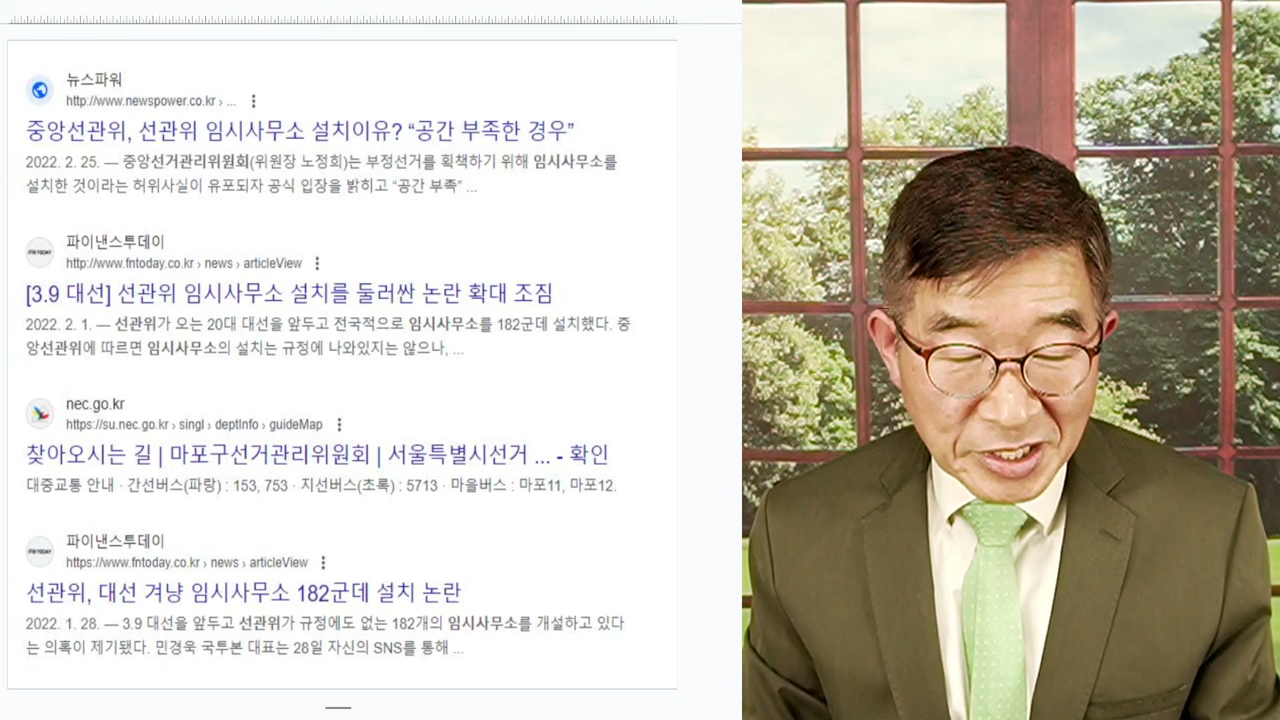 뉴스파워
http://www.newspower.co.kr › ...
중앙선관위, 선관위 임시사무소 설치이유? “공간 부족한 경우”
2022. 2. 25. — 중앙선거관리위원회(위원장 노정희)는 부정선거를 획책하기 위해 임시사무소를
설치한 것이라는 허위사실이 유포되자 공식 입장을 밝히고 “공간 부족” ...
파이낸스투데이
FN TODAY
http://www.fntoday.co.kr › news › articleView
[3.9 대선] 선관위 임시사무소 설치를 둘러싼 논란 확대 조짐
2022. 2. 1. — 선관위가 오는 20대 대선을 앞두고 전국적으로 임시사무소를 182군데 설치했다. 중
앙선관위에 따르면 임시사무소의 설치는 규정에 나와있지는 않으나, ...
nec.go.kr
https://su.nec.go.kr › singl › deptInfo › guideMap
찾아오시는 길 | 마포구선거관리위원회 | 서울특별시선거 ... - 확인
대중교통 안내 · 간선버스(파랑) : 153, 753 · 지선버스(초록) : 5713 · 마을버스 : 마포11, 마포12.
파이낸스투데이
FN TODAY
https://www.fntoday.co.kr › news › articleView
선관위, 대선 겨냥 임시사무소 182군데 설치 논란
2022. 1. 28. — 3.9 대선을 앞두고 선관위가 규정에도 없는 182개의 임시사무소를 개설하고 있다
는 의혹이 제기됐다. 민경욱 국투본 대표는 28일 자신의 SNS를 통해 ...